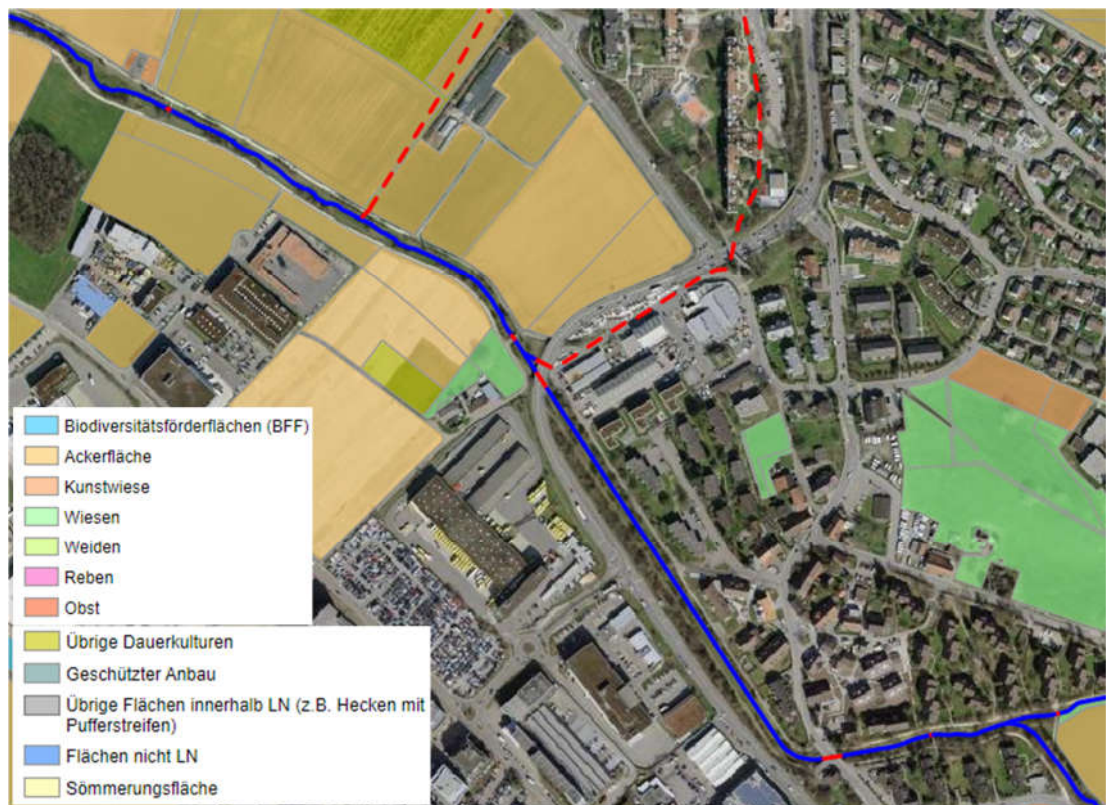 Biodiversitätsförderflächen (BFF)
Ackerfläche
Kunstwiese
Wiesen
Weiden
Reben
Obst
Übrige Dauerkulturen
Geschützter Anbau
Übrige Flächen innerhalb LN (z.B. Hecken mit
Pufferstreifen)
Flächen nicht LN
Sömmerungsfläche